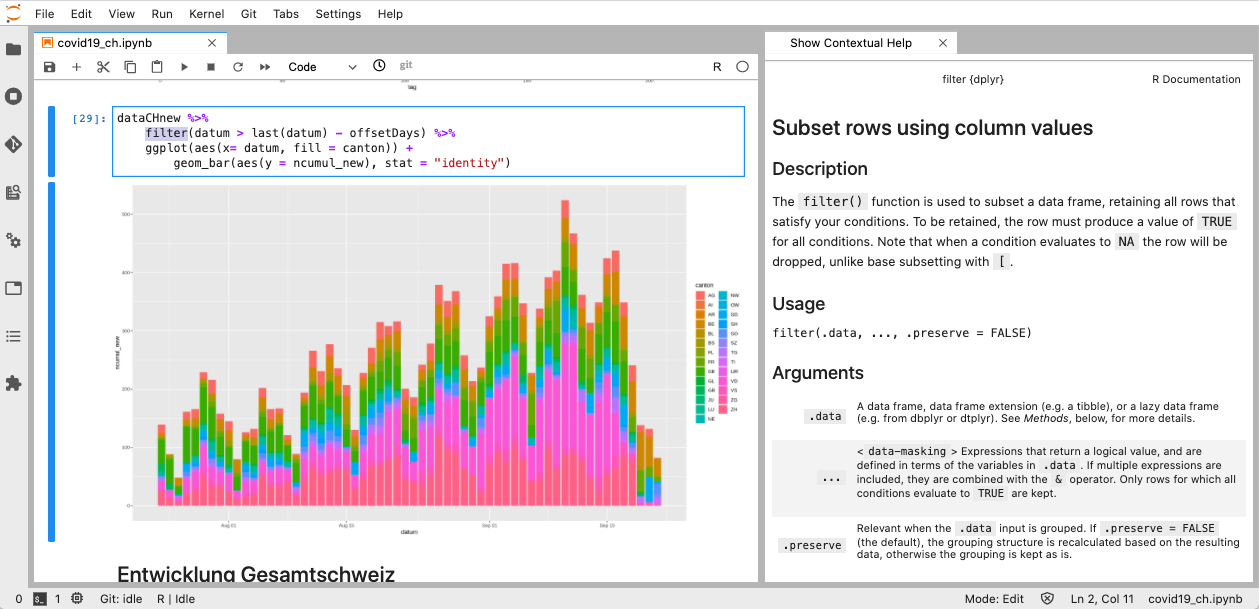 File Edit View Run Kernel Git Tabs Settings Help
covid19_ch.ipynb
Code
git
R
tag
[29]:
dataCHnew %>%
filter(datum > last(datum) - offsetDays) %>%
ggplot(aes(x= datum, fill = canton)) +
geom_bar(aes(y = ncumul_new), stat = "identity")
ncumul_new
500
400
300
200
100
0
Aug 01 Aug 15 Sep 01 Sep 15
datum
canton
AG NW
AI OW
AR SG
BE SH
BL SO
BS SZ
FL TG
FR TI
GE UR
GL VD
GR VS
JU ZG
LU ZH
NE
Entwicklung Gesamtschweiz
Show Contextual Help
filter {dplyr} R Documentation
Subset rows using column values
Description
The filter() function is used to subset a data frame, retaining all rows that
satisfy your conditions. To be retained, the row must produce a value of TRUE
for all conditions. Note that when a condition evaluates to NA the row will be
dropped, unlike base subsetting with [.
Usage
filter(.data, ..., .preserve = FALSE)
Arguments
.data
A data frame, data frame extension (e.g. a tibble), or a lazy data frame
(e.g. from dbplyr or dtplyr). See Methods, below, for more details.
...
< data-masking > Expressions that return a logical value, and are
defined in terms of the variables in .data . If multiple expressions are
included, they are combined with the & operator. Only rows for which all
conditions evaluate to TRUE are kept.
.preserve
Relevant when the .data input is grouped. If .preserve = FALSE
(the default), the grouping structure is recalculated based on the resulting
data, otherwise the grouping is kept as is.
0 1 Git: idle R | Idle Mode: Edit Ln 2, Col 11 covid19_ch.ipynb